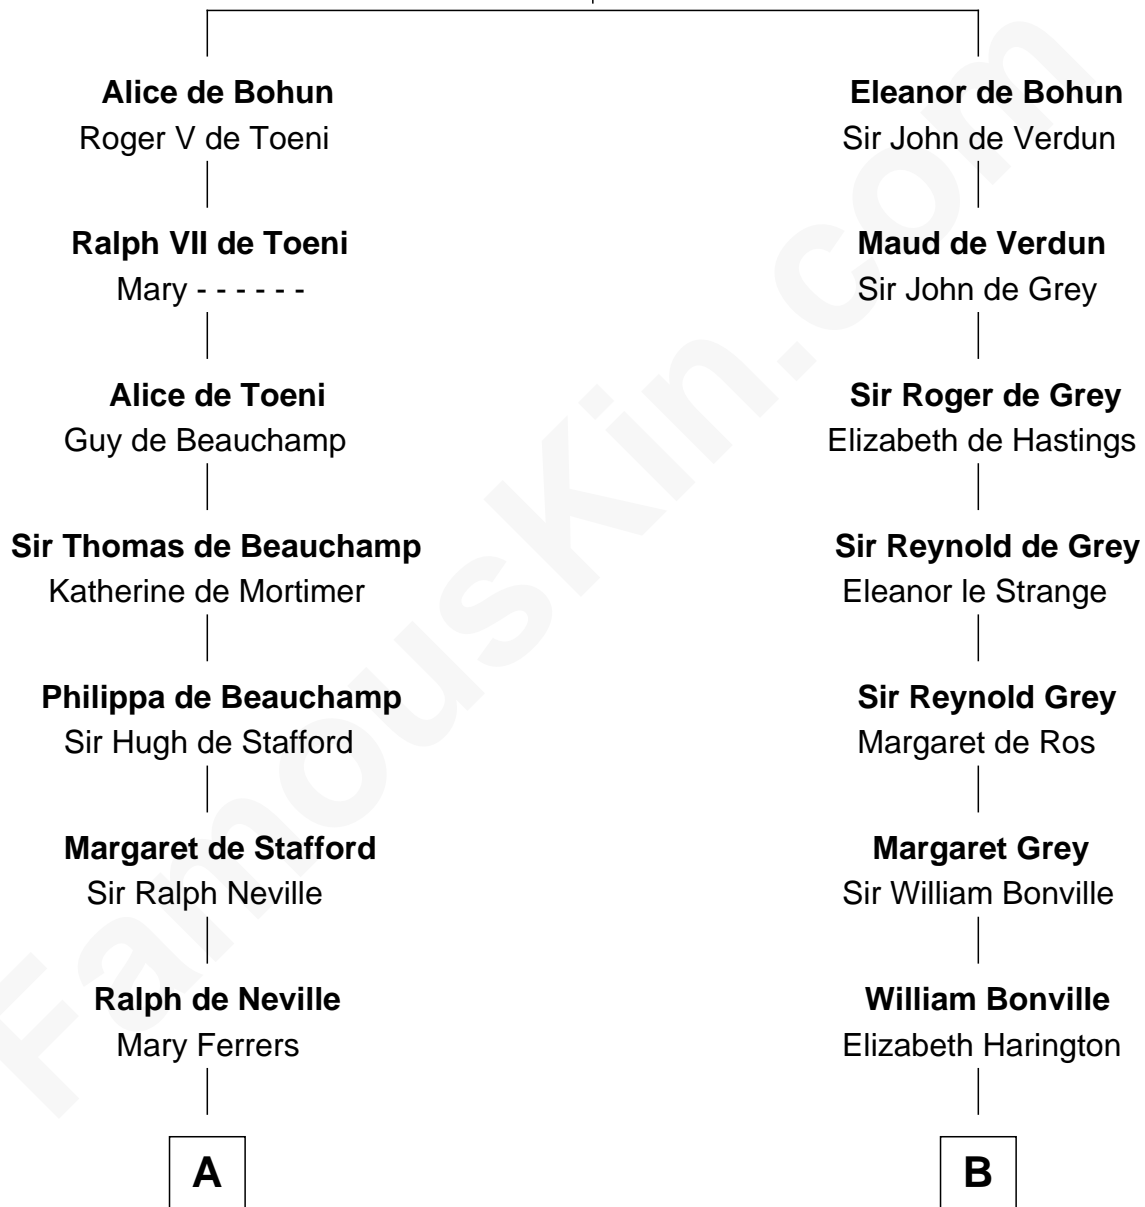 Alice de Bohun
Roger V de Toeni
Ralph VII de Toeni
Mary - - - - - -
Alice de Toeni
Guy de Beauchamp
Sir Thomas de Beauchamp
Katherine de Mortimer
Philippa de Beauchamp
Sir Hugh de Stafford
Margaret de Stafford
Sir Ralph Neville
Ralph de Neville
Mary Ferrers
A
Eleanor de Bohun
Sir John de Verdun
Maud de Verdun
Sir John de Grey
Sir Roger de Grey
Elizabeth de Hastings
Sir Reynold de Grey
Eleanor le Strange
Sir Reynold Grey
Margaret de Ros
Margaret Grey
Sir William Bonville
William Bonville
Elizabeth Harington
B
FamousKin.com